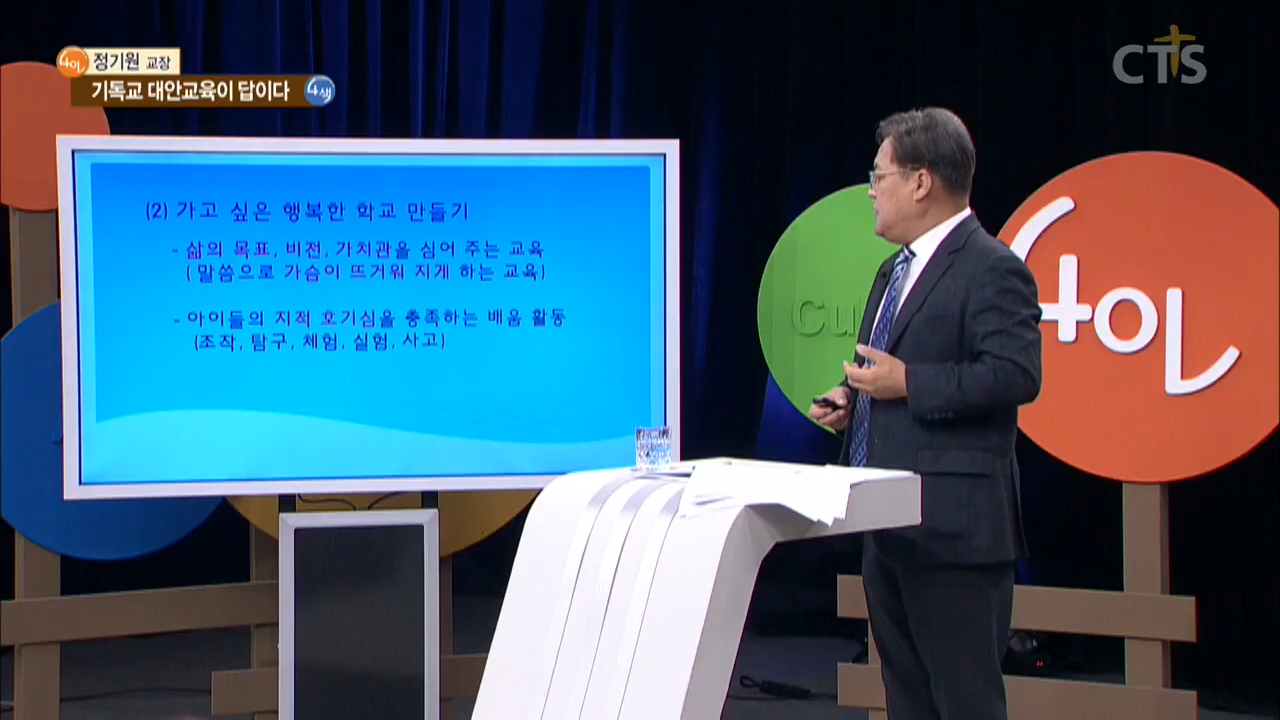 4인
정기원 교장
기독교 대안교육이 답이다
4색
CTS
(2) 가고 싶은 행복한 학교 만들기
- 삶의 목표, 비전, 가치관을 심어 주는 교육
( 말씀으로 가슴이 뜨거워 지게 하는 교육)
- 아이들의 지적 호기심을 충족하는 배움 활동
(조작, 탐구, 체험, 실험, 사고)
Cu
4인